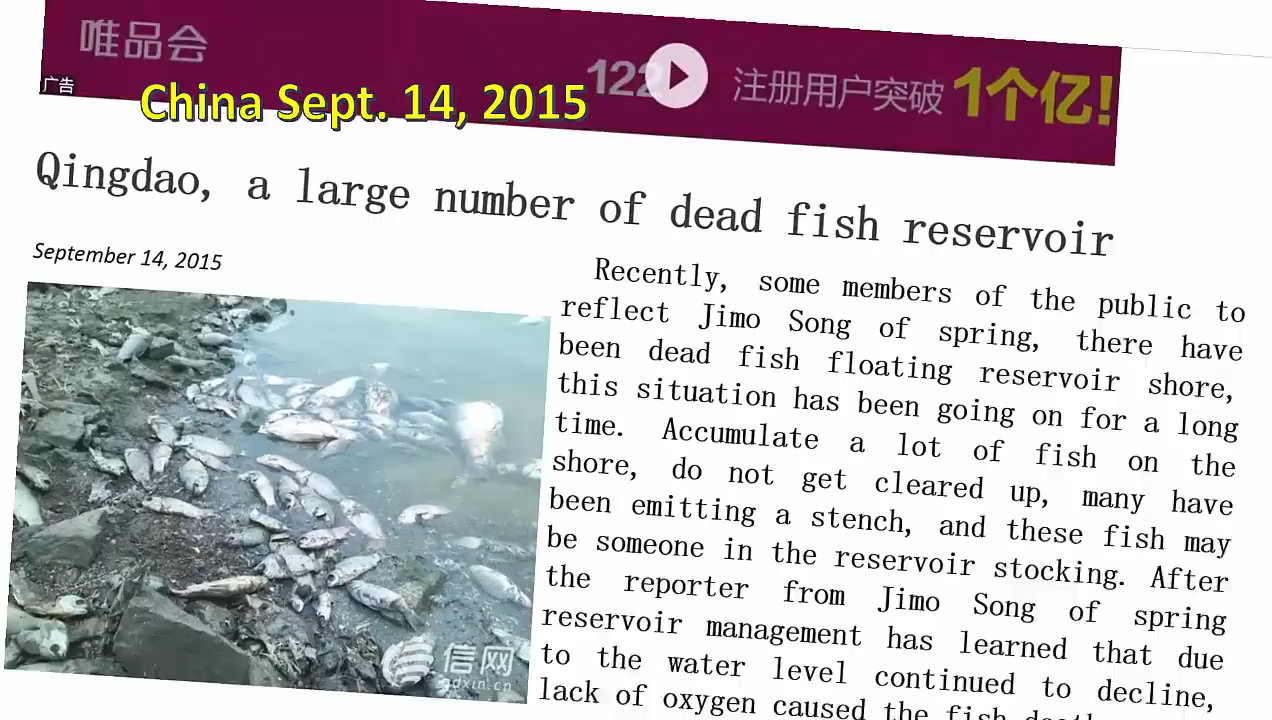 唯品会
122
注册用户突破1个亿!
广告
China Sept. 14, 2015
Qingdao, a large number of dead fish reservoir
September 14, 2015
Recently, some members of the public to
reflect Jimo Song of spring, there have
been dead fish floating reservoir shore,
this situation has been going on for a long
time. Accumulate a lot of fish on the
shore, do not get cleared up, many have
been emitting a stench, and these fish may
be someone in the reservoir stocking. After
the reporter from Jimo Song of spring
reservoir management has learned that due
to the water level continued to decline,
lack of oxygen caused the fish
信网
qdxin.cn